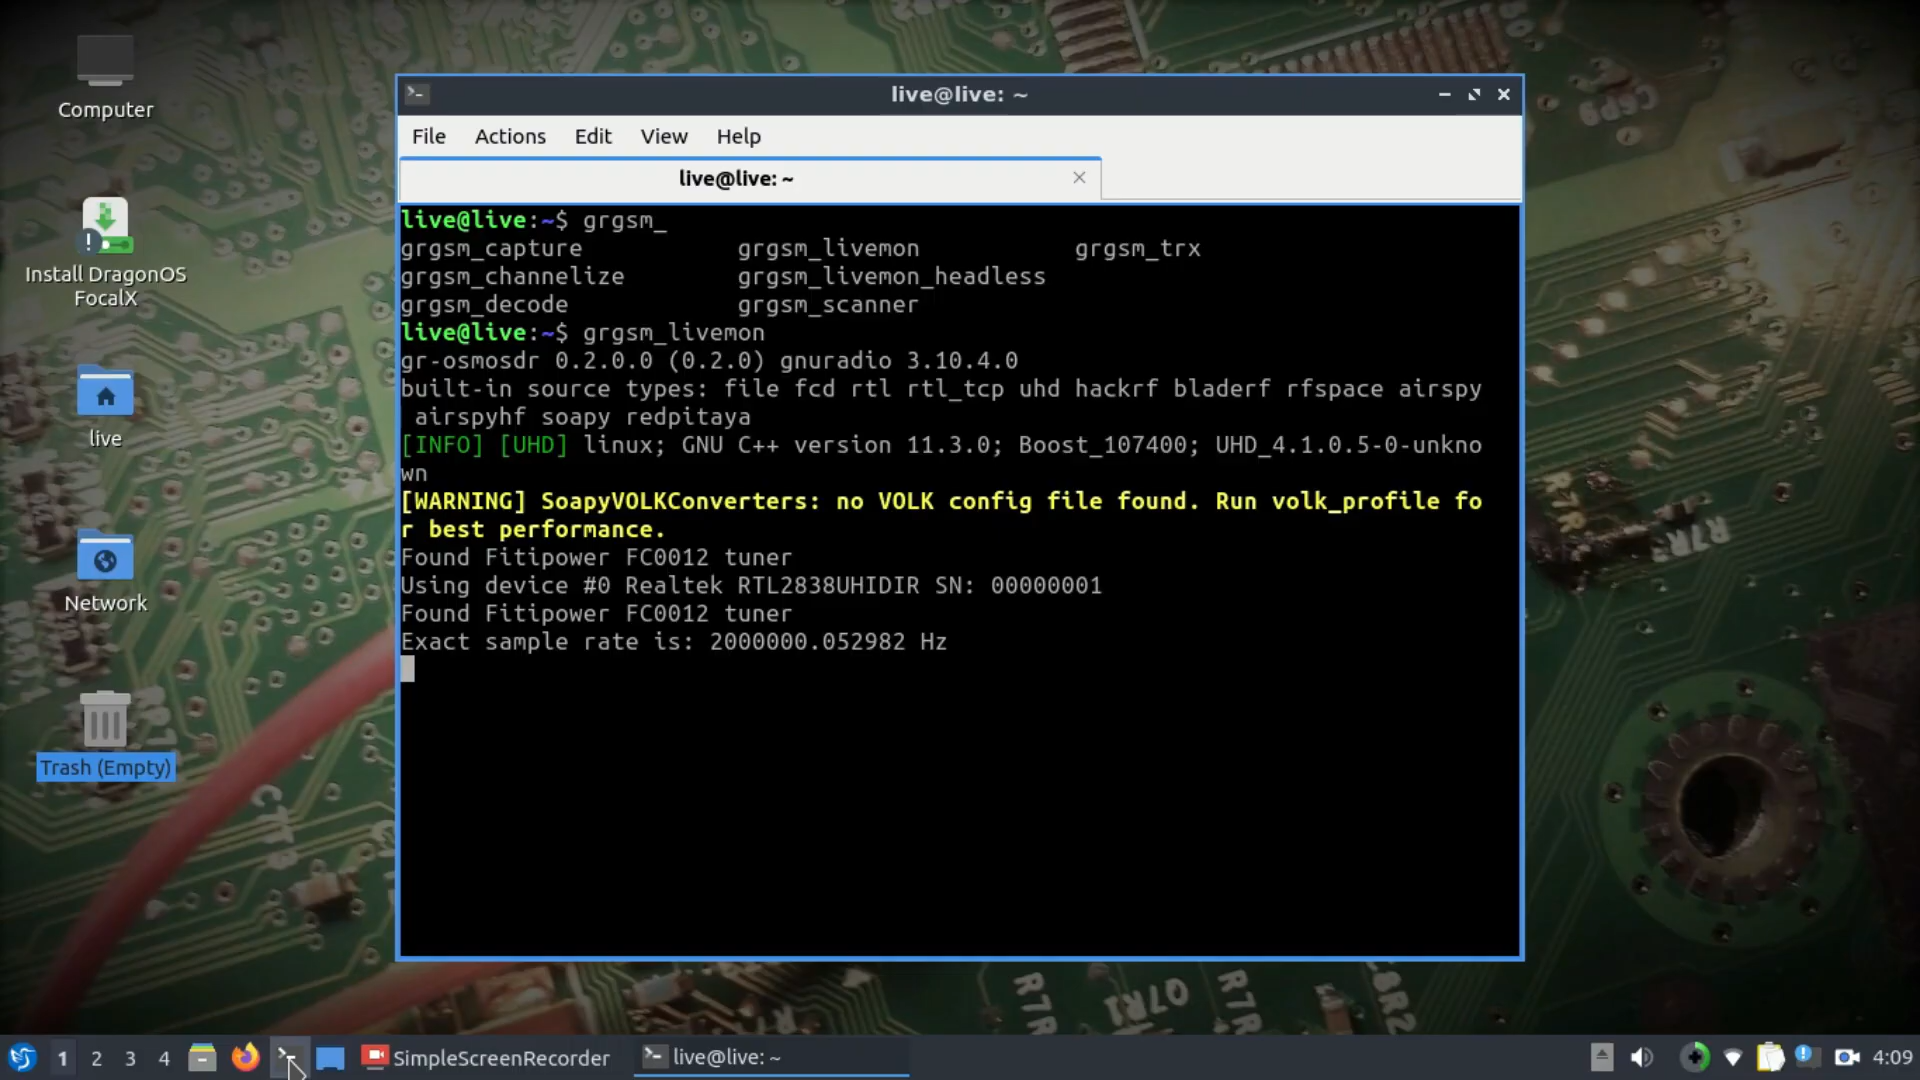 Computer
Install DragonOS
FocalX
live
Network
Trash (Empty)
live@live: ~
File Actions Edit View Help
live@live: ~
live@live:~$ grgsm_
grgsm_capture grgsm_livemon grgsm_trx
grgsm_channelize grgsm_livemon_headless
grgsm_decode grgsm_scanner
live@live:~$ grgsm_livemon
gr-osmosdr 0.2.0.0 (0.2.0) gnuradio 3.10.4.0
built-in source types: file fcd rtl rtl_tcp uhd hackrf bladerf rfspace airspy
airspyhf soapy redpitaya
[INFO] [UHD] linux; GNU C++ version 11.3.0; Boost_107400; UHD_4.1.0.5-0-unkno
wn
[WARNING] SoapyVOLKConverters: no VOLK config file found. Run volk_profile fo
r best performance.
Found Fitipower FC0012 tuner
Using device #0 Realtek RTL2838UHIDIR SN: 00000001
Found Fitipower FC0012 tuner
Exact sample rate is: 2000000.052982 Hz
R7R
R7R
1 2 3 4 SimpleScreenRecorder live@live: ~ 4:09